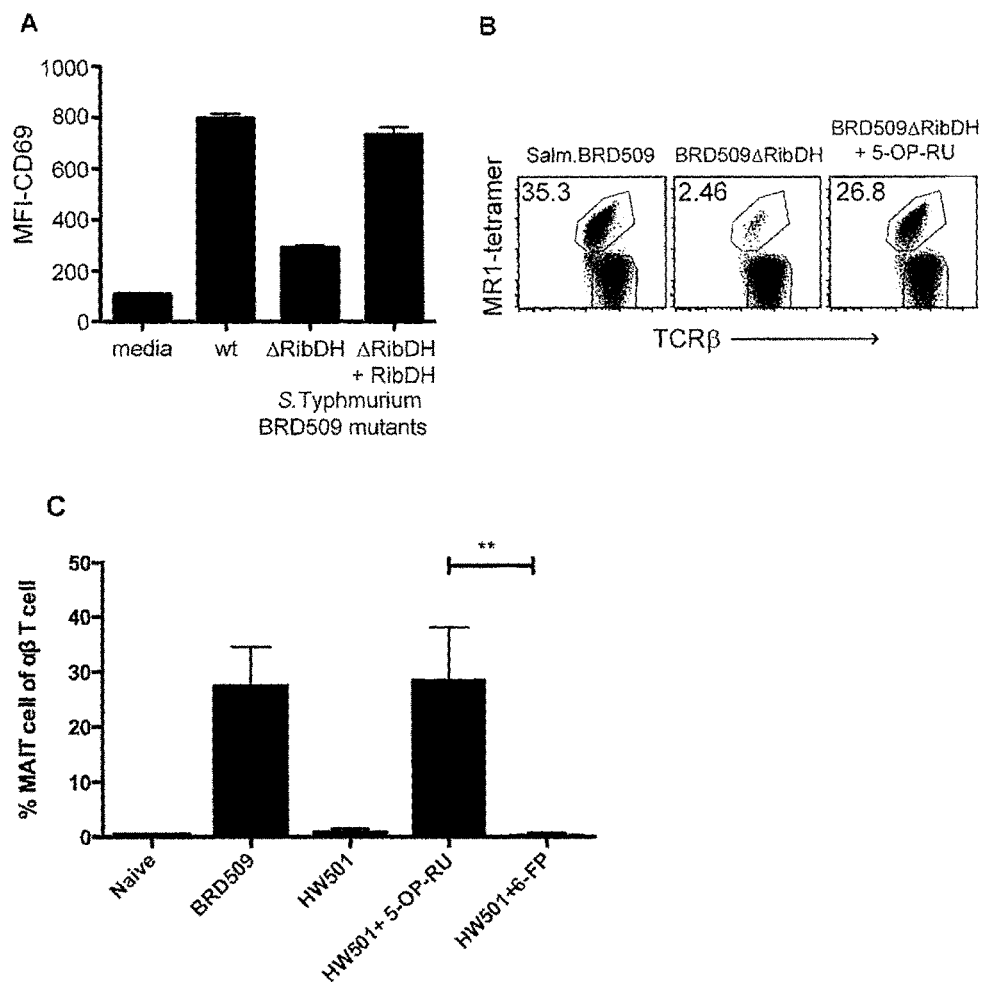 A
1000
800
600
400
200
0
MFI-CD69
media
wt
ΔRibDH
ΔRibDH
+ RibDH
S.Typhmurium
BRD509 mutants
B
Salm.BRD509
BRD509ΔRibDH
BRD509ΔRibDH
+ 5-OP-RU
35.3
2.46
26.8
MR1-tetramer
TCRβ
C
50
40
30
20
10
0
% MAIT cell of αβ T cell
**
Naive
BRD509
HW501
HW501+ 5-OP-RU
HW501+6-FP